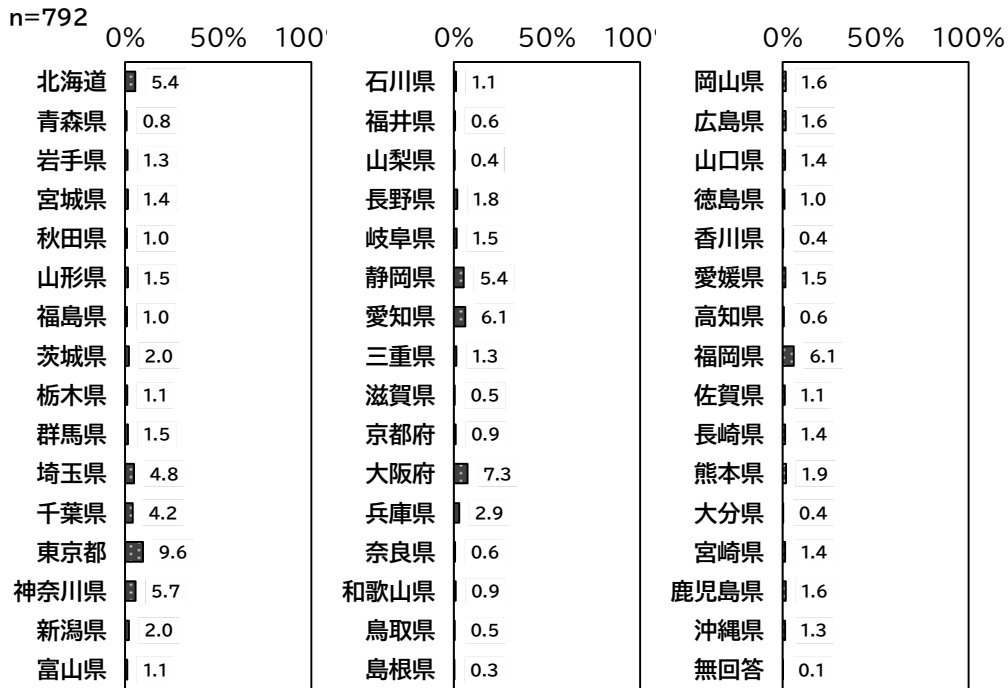 n=792
0% 50% 100%
北海道 5.4
青森県 0.8
岩手県 1.3
宮城県 1.4
秋田県 1.0
山形県 1.5
福島県 1.0
茨城県 2.0
栃木県 1.1
群馬県 1.5
埼玉県 4.8
千葉県 4.2
東京都 9.6
神奈川県 5.7
新潟県 2.0
富山県 1.1
0% 50% 100%
石川県 1.1
福井県 0.6
山梨県 0.4
長野県 1.8
岐阜県 1.5
静岡県 5.4
愛知県 6.1
三重県 1.3
滋賀県 0.5
京都府 0.9
大阪府 7.3
兵庫県 2.9
奈良県 0.6
和歌山県 0.9
鳥取県 0.5
島根県 0.3
0% 50% 100%
岡山県 1.6
広島県 1.6
山口県 1.4
徳島県 1.0
香川県 0.4
愛媛県 1.5
高知県 0.6
福岡県 6.1
佐賀県 1.1
長崎県 1.4
熊本県 1.9
大分県 0.4
宮崎県 1.4
鹿児島県 1.6
沖縄県 1.3
無回答 0.1